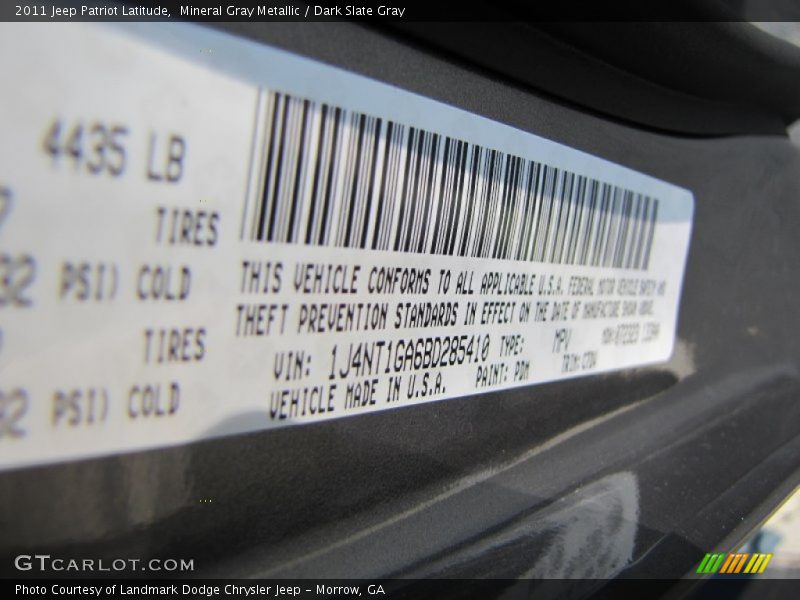 2011 Jeep Patriot Latitude, Mineral Gray Metallic / Dark Slate Gray
4435 LB
TIRES
32 PSI) COLD
TIRES
32 PSI) COLD
THIS VEHICLE CONFORMS TO ALL APPLICABLE U.S.A. FEDERAL MOTOR VEHICLE SAFETY AND
THEFT PREVENTION STANDARDS IN EFFECT ON THE DATE OF MANUFACTURE SHOWN ABOVE.
VIN: 1J4NT1GA6BD285410 TYPE: MPV
VEHICLE MADE IN U.S.A. PAINT: PDM TRIM:
GTCARLOT.COM
Photo Courtesy of Landmark Dodge Chrysler Jeep - Morrow, GA